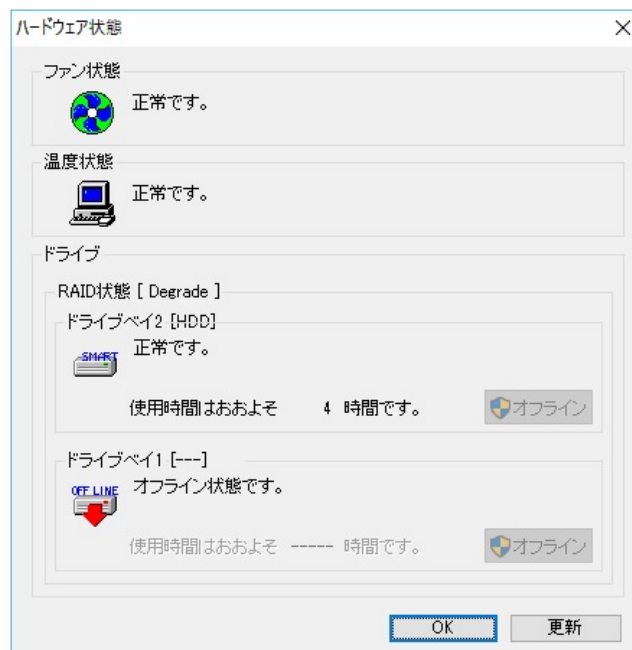 ハードウェア状態
ファン状態
正常です。
温度状態
正常です。
ドライブ
RAID状態 [ Degrade ]
ドライブベイ2 [HDD]
SMART
正常です。
使用時間はおおよそ 4 時間です。
オフライン
ドライブベイ1 [---]
OFF LINE
オフライン状態です。
使用時間はおおよそ ----- 時間です。
オフライン
OK
更新